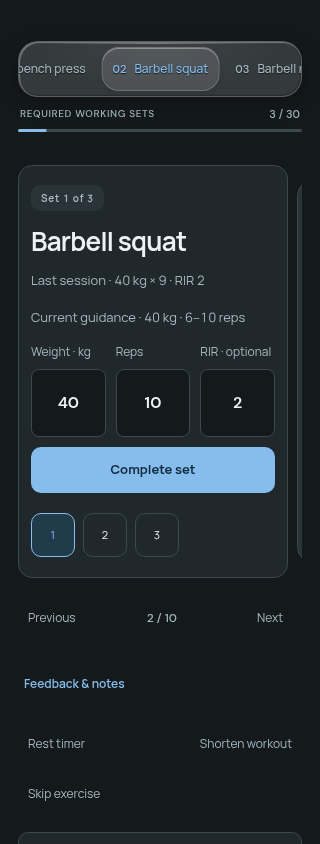 bench press 02 Barbell squat 03 Barbell
REQUIRED WORKING SETS 3 / 30
Set 1 of 3
Barbell squat
Last session · 40 kg × 9 · RIR 2
Current guidance · 40 kg · 6–10 reps
Weight · kg Reps RIR · optional
40 10 2
Complete set
1 2 3
Previous 2 / 10 Next
Feedback & notes
Rest timer Shorten workout
Skip exercise